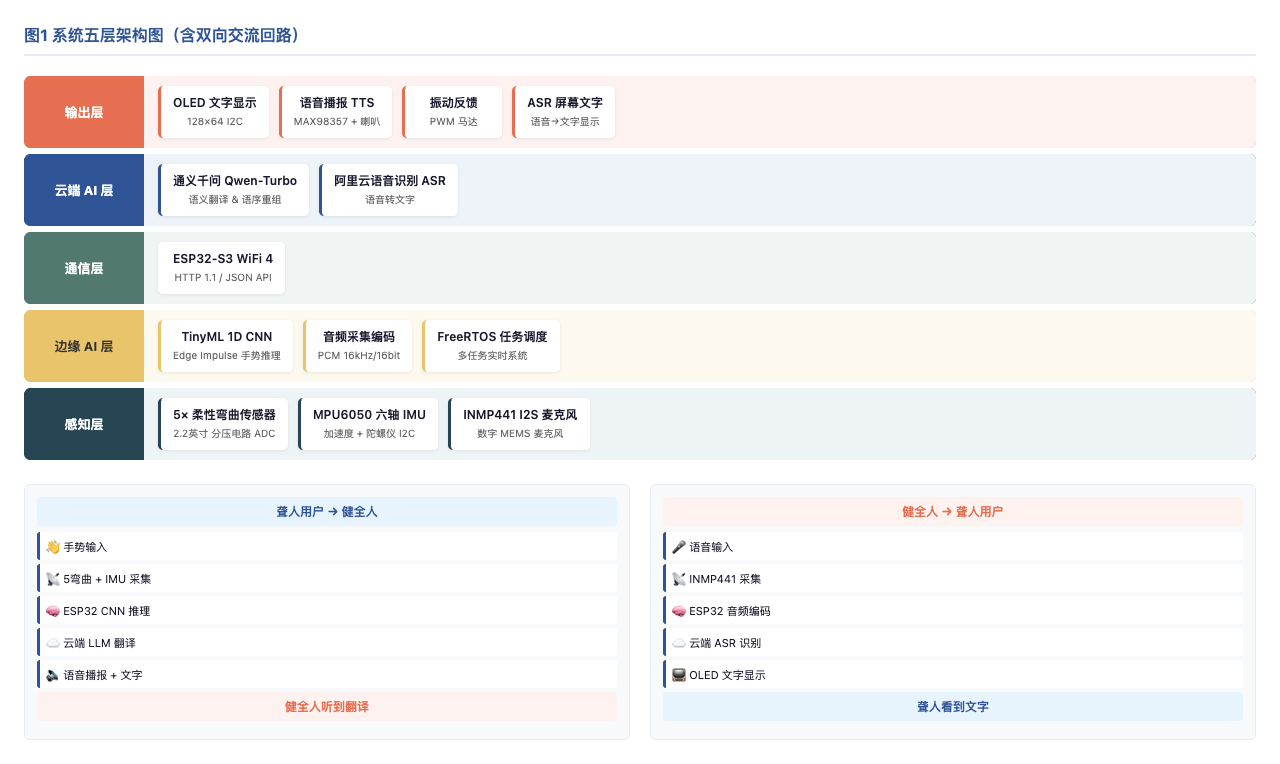 图1 系统五层架构图（含双向交流回路）
输出层
OLED 文字显示
128×64 I2C
语音播报 TTS
MAX98357 + 喇叭
振动反馈
PWM 马达
ASR 屏幕文字
语音→文字显示
云端 AI 层
通义千问 Qwen-Turbo
语义翻译 & 语序重组
阿里云语音识别 ASR
语音转文字
通信层
ESP32-S3 WiFi 4
HTTP 1.1 / JSON API
边缘 AI 层
TinyML 1D CNN
Edge Impulse 手势推理
音频采集编码
PCM 16kHz/16bit
FreeRTOS 任务调度
多任务实时系统
感知层
5× 柔性弯曲传感器
2.2英寸 分压电路 ADC
MPU6050 六轴 IMU
加速度 + 陀螺仪 I2C
INMP441 I2S 麦克风
数字 MEMS 麦克风
聋人用户 → 健全人
👋 手势输入
📡 5弯曲 + IMU 采集
🧠 ESP32 CNN 推理
☁️ 云端 LLM 翻译
🔊 语音播报 + 文字
健全人听到翻译
健全人 → 聋人用户
🎤 语音输入
📡 INMP441 采集
🧠 ESP32 音频编码
☁️ 云端 ASR 识别
📺 OLED 文字显示
聋人看到文字